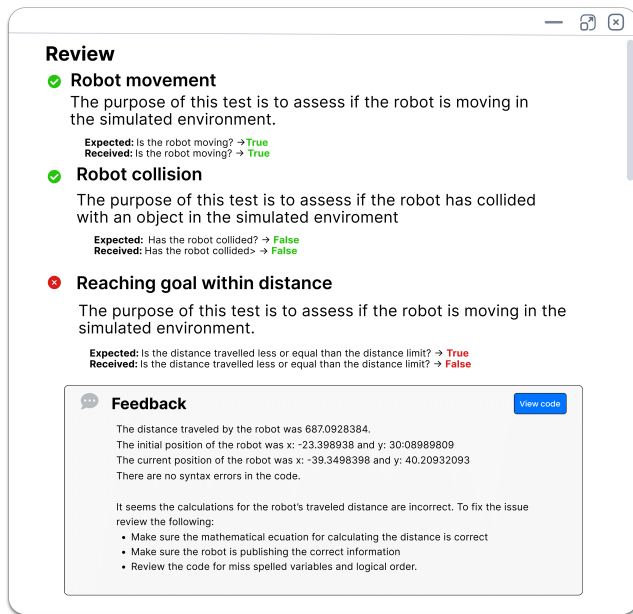 Review
Robot movement
The purpose of this test is to assess if the robot is moving in
the simulated environment.
Expected: Is the robot moving? →True
Received: Is the robot moving? → True
Robot collision
The purpose of this test is to assess if the robot has collided
with an object in the simulated enviroment
Expected: Has the robot collided? → False
Received: Has the robot collided> → False
Reaching goal within distance
The purpose of this test is to assess if the robot is moving in the
simulated environment.
Expected: Is the distance travelled less or equal than the distance limit? → True
Received: Is the distance travelled less or equal than the distance limit? → False
Feedback
View code
The distance traveled by the robot was 687.0928384.
The initial position of the robot was x: -23.398938 and y: 30:08989809
The current position of the robot was x: -39.3498398 and y: 40.20932093
There are no syntax errors in the code.
It seems the calculations for the robot’s traveled distance are incorrect. To fix the issue
review the following:
• Make sure the mathematical ecuation for calculating the distance is correct
• Make sure the robot is publishing the correct information
• Review the code for miss spelled variables and logical order.